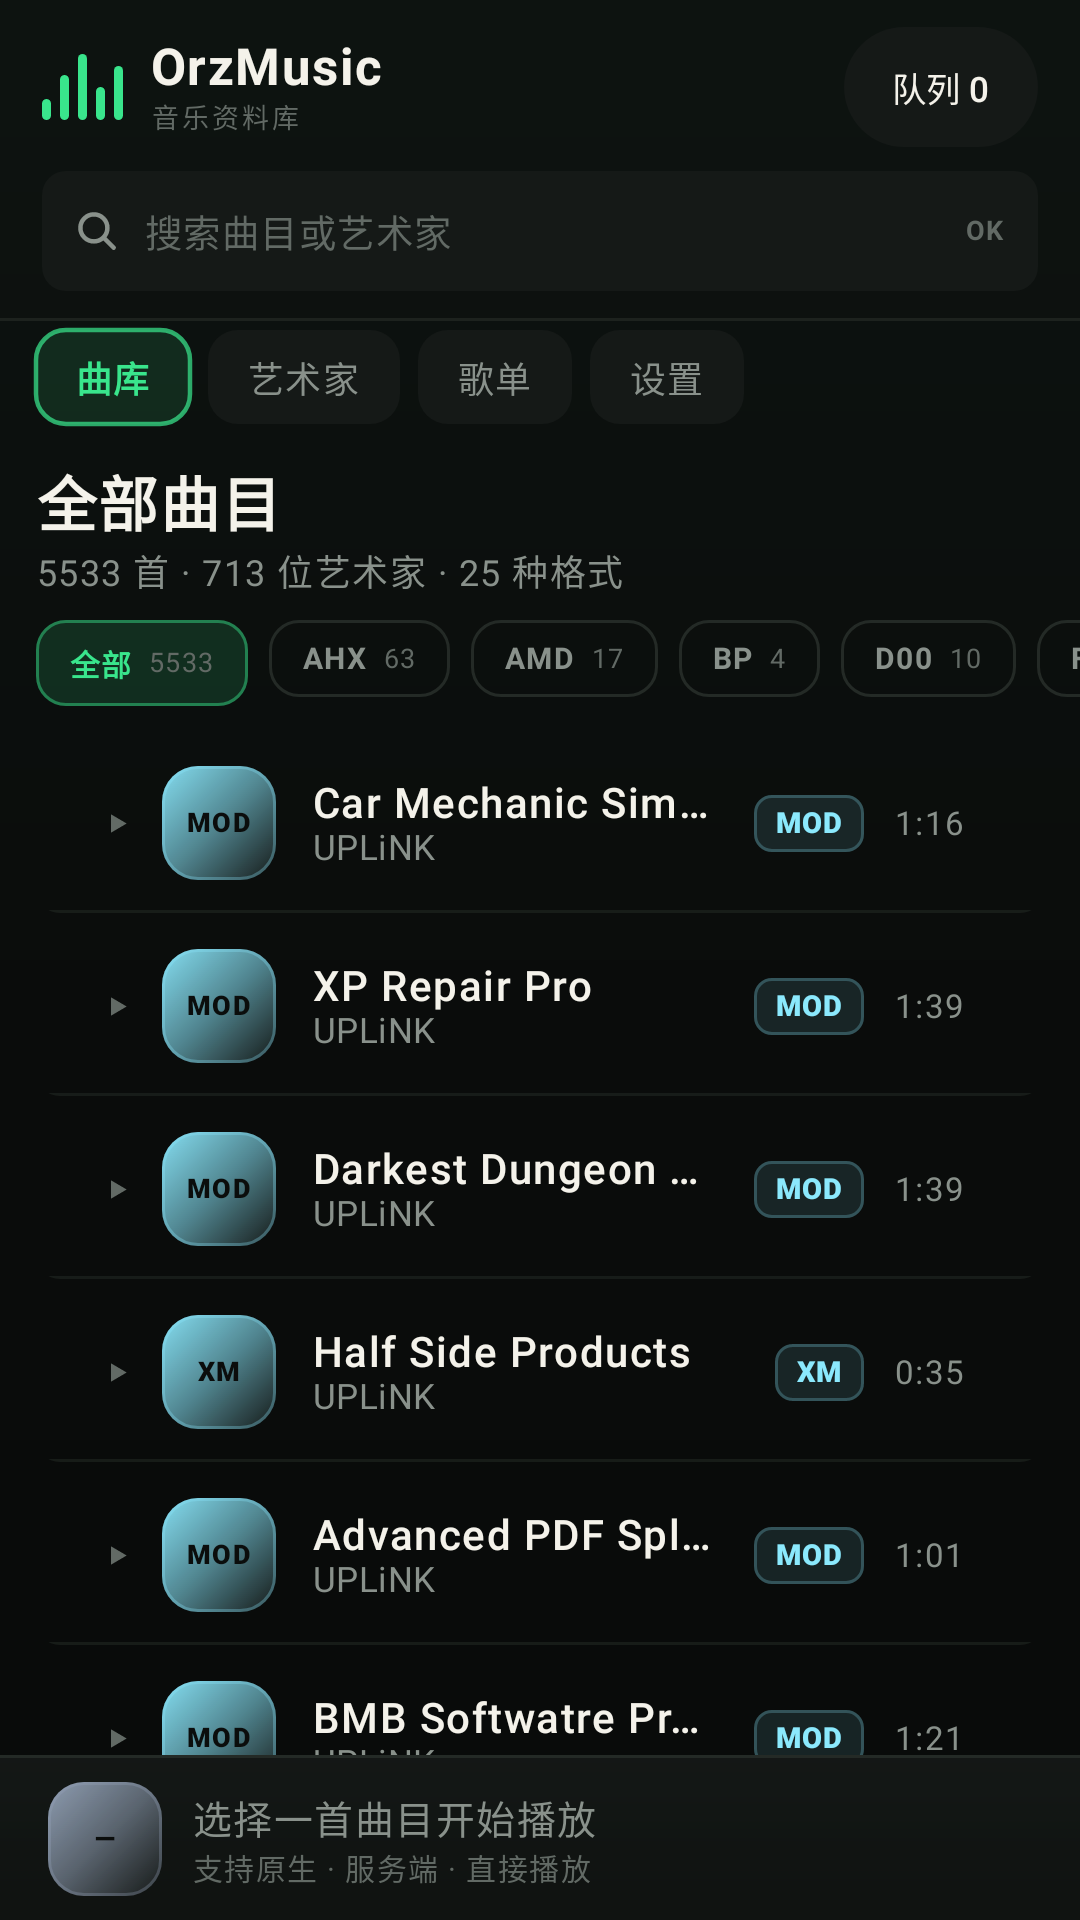 OrzMusic
音乐资料库
队列 0
搜索曲目或艺术家
OK
曲库 艺术家 歌单 设置
全部曲目
5533 首 · 713 位艺术家 · 25 种格式
全部 5533 AHX 63 AMD 17 BP 4 D00 10
MOD Car Mechanic Sim... MOD 1:16
UPLiNK
MOD XP Repair Pro MOD 1:39
UPLiNK
MOD Darkest Dungeon ... MOD 1:39
UPLiNK
XM Half Side Products XM 0:35
UPLiNK
MOD Advanced PDF Spl... MOD 1:01
UPLiNK
MOD BMB Softwatre Pr... MOD 1:21
选择一首曲目开始播放
支持原生 · 服务端 · 直接播放